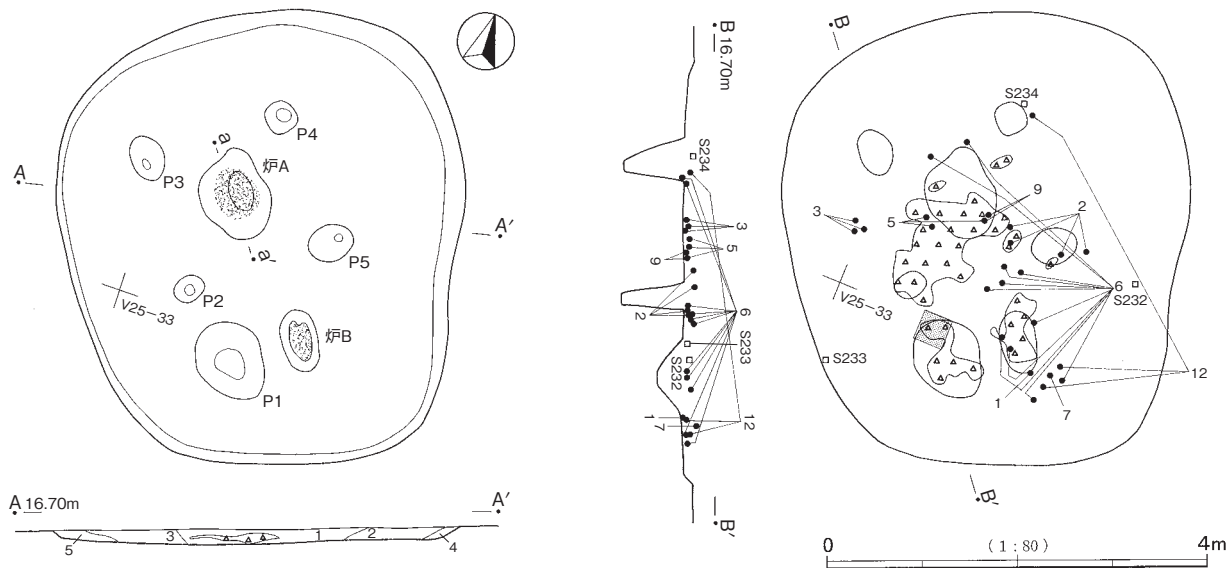 P4
P3
a
炉A
A
A′
a′
P5
P2
V25-33
炉B
P1
A 16.70m
A′
5
3
1
2
4
B 16.70m
S234
3
5
9
2
6
S233
S232
1
7
12
B′
B
S234
9
3
5
2
6
S232
V25-33
S233
12
1
7
B′
0
(1:80)
4m